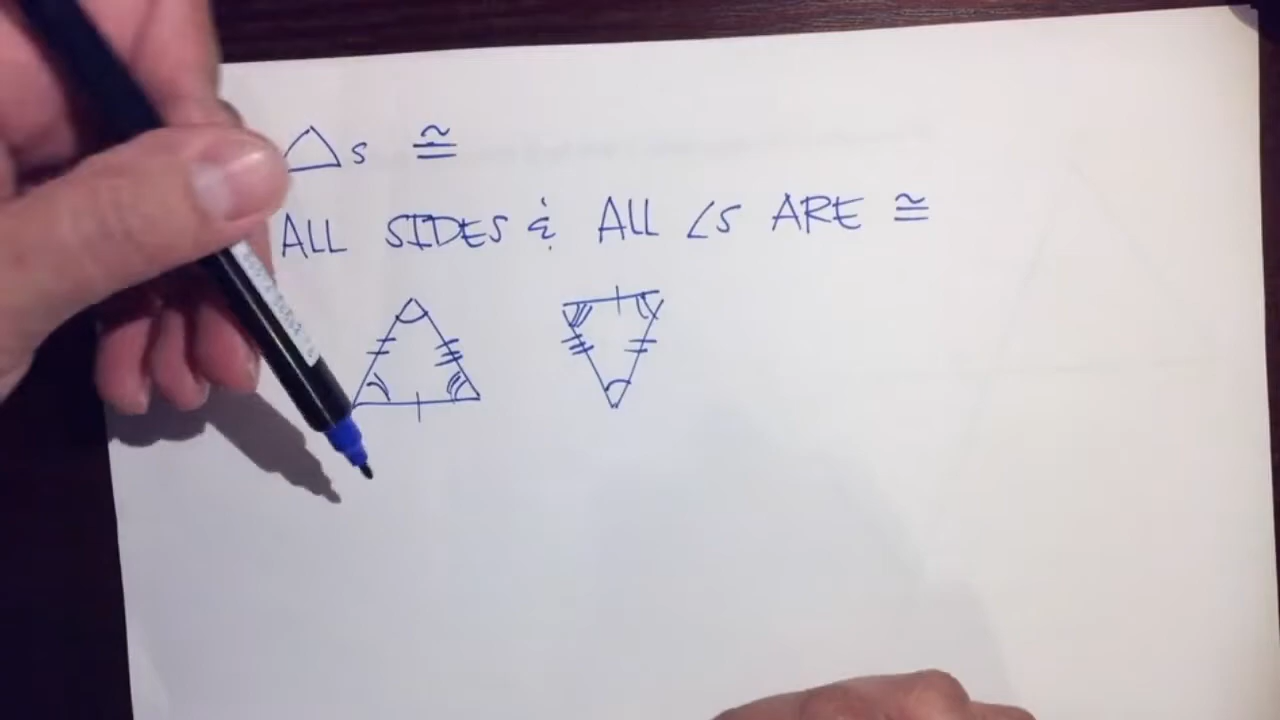 △s ≅
ALL SIDES & ALL ∠S ARE ≅